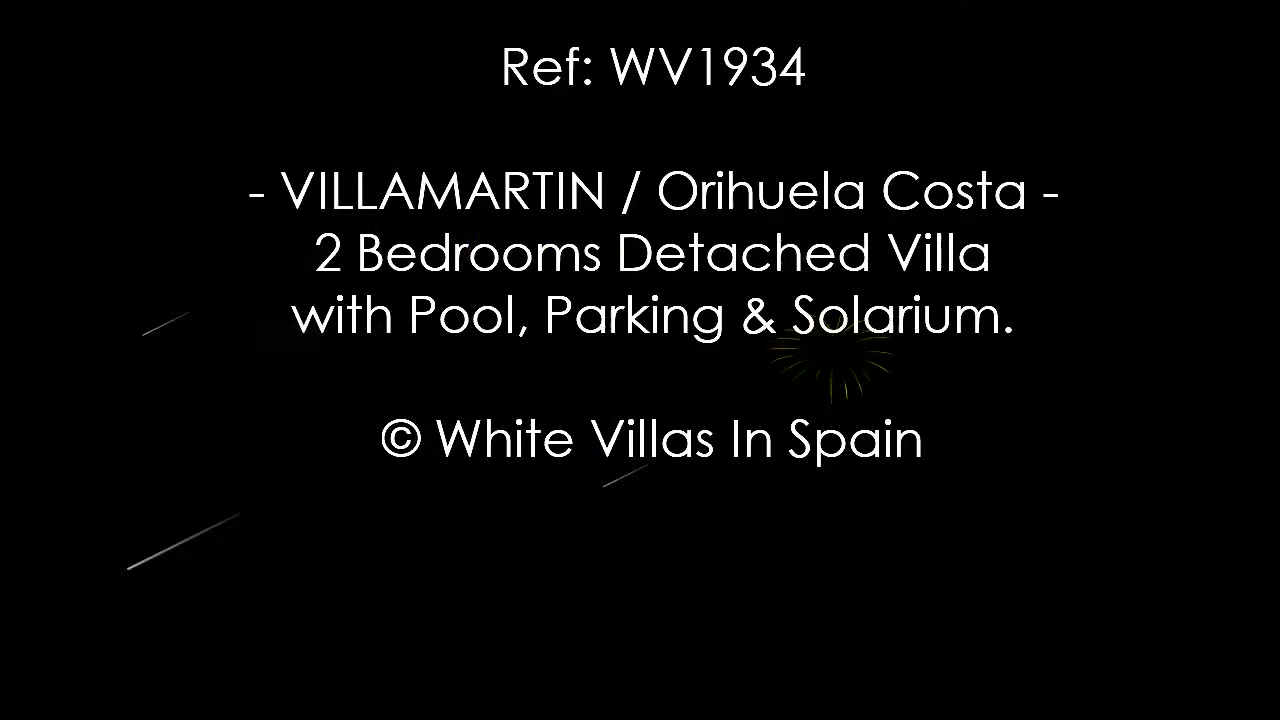 Ref: WV1934
- VILLAMARTIN / Orihuela Costa -
2 Bedrooms Detached Villa
with Pool, Parking & Solarium.
© White Villas In Spain